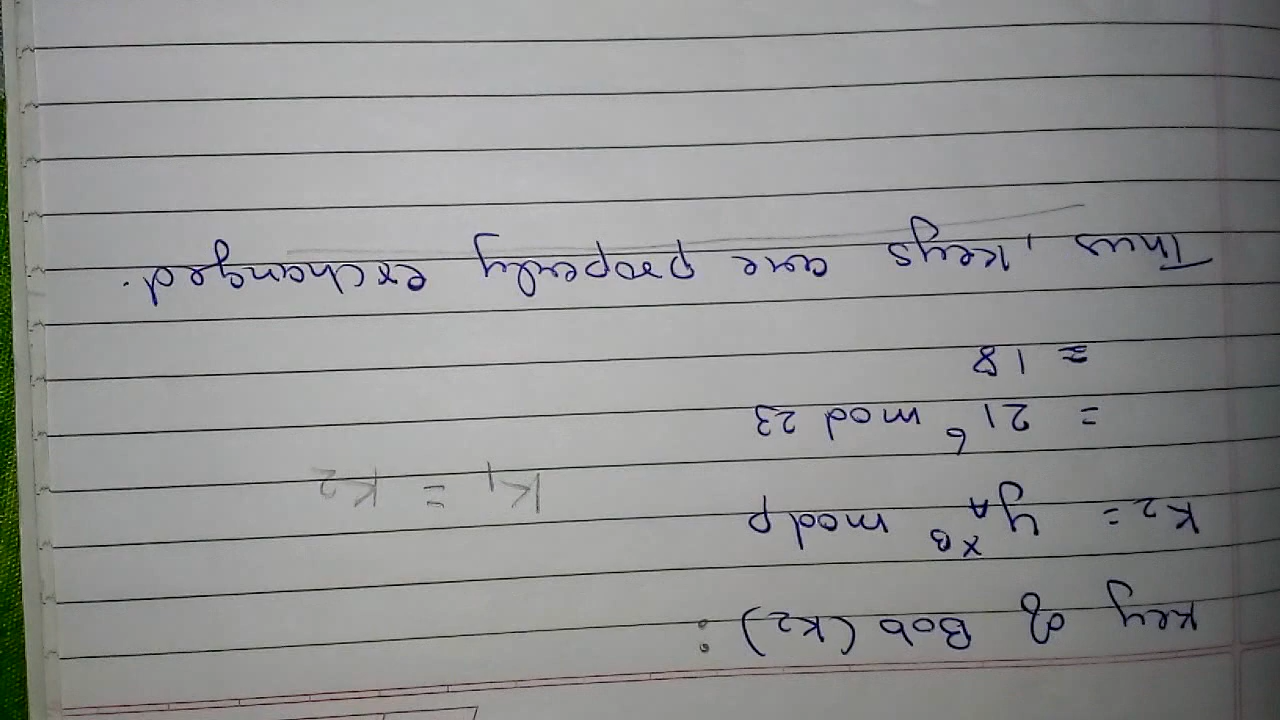 Key of Bob (K2) :
K2 = yA^xB mod p
K1 = K2
= 21^6 mod 23
= 18
Thus, keys are properly exchanged.